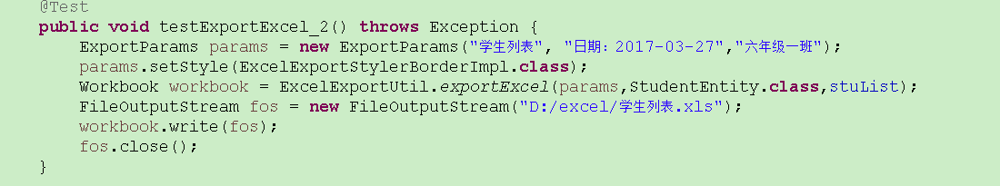 @Test
public void testExportExcel_2() throws Exception {
ExportParams params = new ExportParams("学生列表", "日期：2017-03-27","六年级一班");
params.setStyle(ExcelExportStylerBorderImpl.class);
Workbook workbook = ExcelExportUtil.exportExcel(params,StudentEntity.class,stuList);
FileOutputStream fos = new FileOutputStream("D:/excel/学生列表.xls");
workbook.write(fos);
fos.close();
}